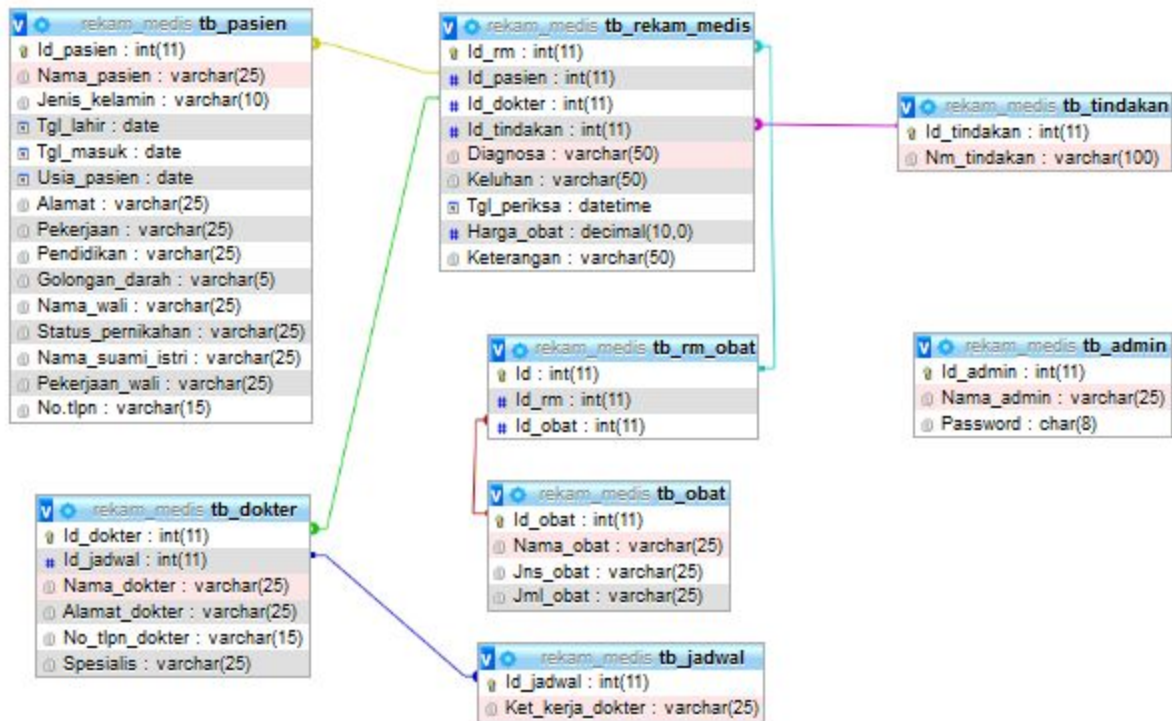 rekam_medis tb_pasien
Id_pasien : int(11)
Nama_pasien : varchar(25)
Jenis_kelamin : varchar(10)
Tgl_lahir : date
Tgl_masuk : date
Usia_pasien : date
Alamat : varchar(25)
Pekerjaan : varchar(25)
Pendidikan : varchar(25)
Golongan_darah : varchar(5)
Nama_wali : varchar(25)
Status_pernikahan : varchar(25)
Nama_suami_istri : varchar(25)
Pekerjaan_wali : varchar(25)
No.tlpn : varchar(15)
rekam_medis tb_rekam_medis
Id_rm : int(11)
Id_pasien : int(11)
Id_dokter : int(11)
Id_tindakan : int(11)
Diagnosa : varchar(50)
Keluhan : varchar(50)
Tgl_periksa : datetime
Harga_obat : decimal(10,0)
Keterangan : varchar(50)
rekam_medis tb_tindakan
Id_tindakan : int(11)
Nm_tindakan : varchar(100)
rekam_medis tb_rm_obat
Id : int(11)
Id_rm : int(11)
Id_obat : int(11)
rekam_medis tb_admin
Id_admin : int(11)
Nama_admin : varchar(25)
Password : char(8)
rekam_medis tb_dokter
Id_dokter : int(11)
Id_jadwal : int(11)
Nama_dokter : varchar(25)
Alamat_dokter : varchar(25)
No_tlpn_dokter : varchar(15)
Spesialis : varchar(25)
rekam_medis tb_obat
Id_obat : int(11)
Nama_obat : varchar(25)
Jns_obat : varchar(25)
Jml_obat : varchar(25)
rekam_medis tb_jadwal
Id_jadwal : int(11)
Ket_kerja_dokter : varchar(25)